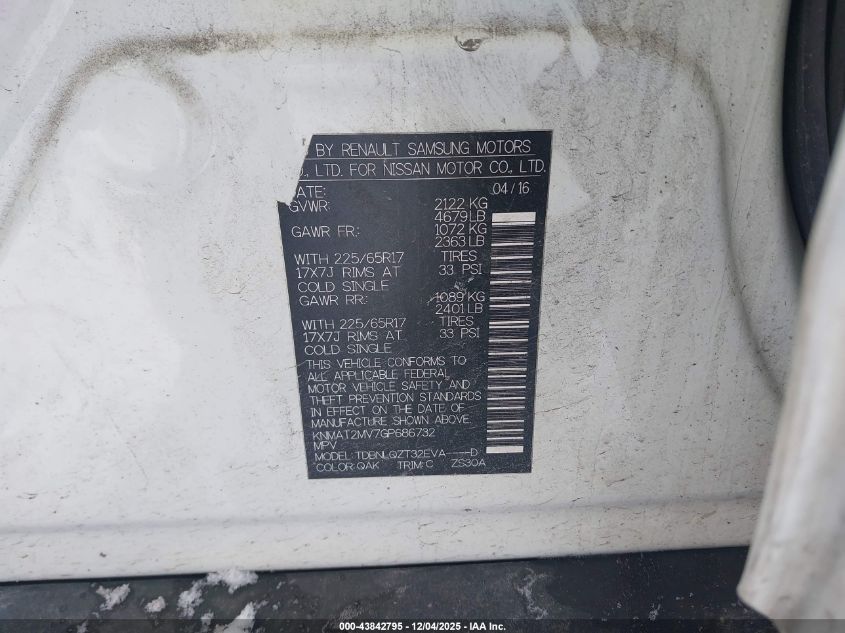 BY RENAULT SAMSUNG MOTORS
., LTD. FOR NISSAN MOTOR CO., LTD.
ATE: 04/16
GVWR: 2122 KG
4679 LB
GAWR FR: 1072 KG
2363 LB
WITH 225/65R17 TIRES
17X7J RIMS AT 33 PSI
COLD SINGLE
GAWR RR: 1089 KG
2401 LB
WITH 225/65R17 TIRES
17X7J RIMS AT 33 PSI
COLD SINGLE
THIS VEHICLE CONFORMS TO
ALL APPLICABLE FEDERAL
MOTOR VEHICLE SAFETY AND
THEFT PREVENTION STANDARDS
IN EFFECT ON THE DATE OF
MANUFACTURE SHOWN ABOVE.
KNMAT2MV7GP686732
MPV
MODEL: TDBNLQZT32EVA----D
COLOR: QAK TRIM: C ZS30A
000-43842795 - 12/04/2025 - IAA Inc.